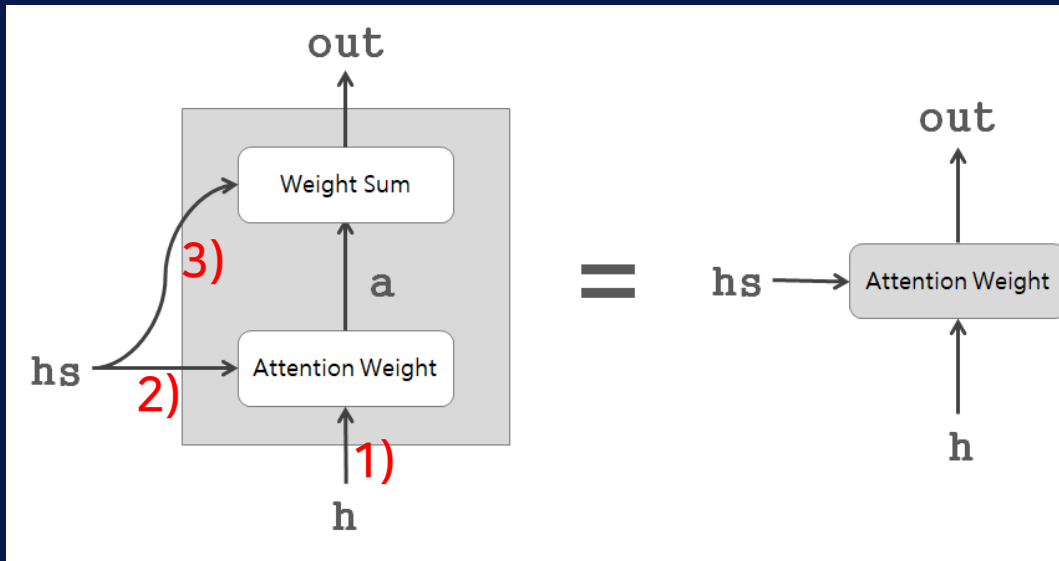 out
Weight Sum
3)
a
hs
Attention Weight
2)
1)
h
=
out
hs
Attention Weight
h